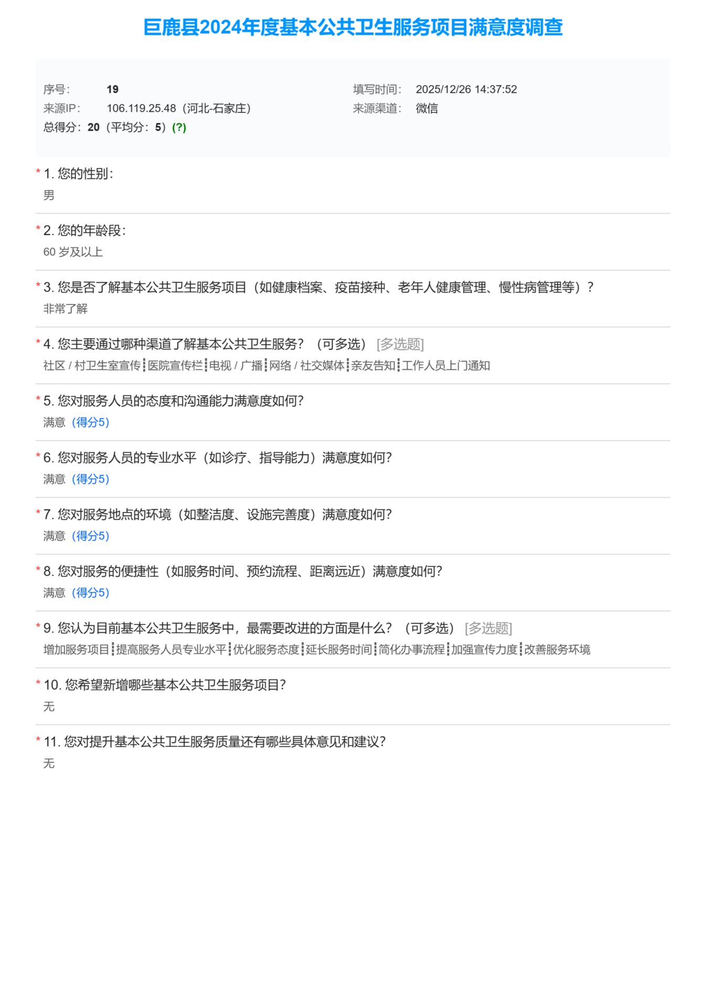 巨鹿县2024年度基本公共卫生服务项目满意度调查
序号： 19 填写时间： 2025/12/26 14:37:52
来源IP： 106.119.25.48（河北-石家庄） 来源渠道： 微信
总得分：20（平均分：5）(?)
* 1. 您的性别：
男
* 2. 您的年龄段：
60 岁及以上
* 3. 您是否了解基本公共卫生服务项目（如健康档案、疫苗接种、老年人健康管理、慢性病管理等）？
非常了解
* 4. 您主要通过哪种渠道了解基本公共卫生服务？（可多选） [多选题]
社区 / 村卫生室宣传┋医院宣传栏┋电视 / 广播┋网络 / 社交媒体┋亲友告知┋工作人员上门通知
* 5. 您对服务人员的态度和沟通能力满意度如何？
满意（得分5）
* 6. 您对服务人员的专业水平（如诊疗、指导能力）满意度如何？
满意（得分5）
* 7. 您对服务地点的环境（如整洁度、设施完善度）满意度如何？
满意（得分5）
* 8. 您对服务的便捷性（如服务时间、预约流程、距离远近）满意度如何？
满意（得分5）
* 9. 您认为目前基本公共卫生服务中，最需要改进的方面是什么？（可多选） [多选题]
增加服务项目┋提高服务人员专业水平┋优化服务态度┋延长服务时间┋简化办事流程┋加强宣传力度┋改善服务环境
* 10. 您希望新增哪些基本公共卫生服务项目？
无
* 11. 您对提升基本公共卫生服务质量还有哪些具体意见和建议？
无